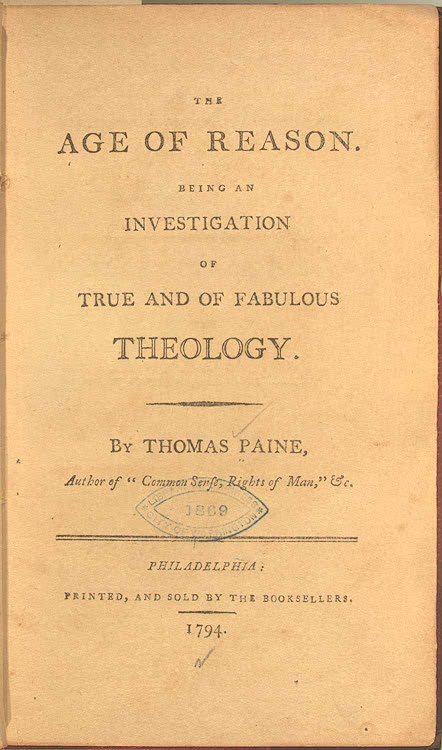 THE
AGE OF REASON.
BEING AN
INVESTIGATION
OF
TRUE AND OF FABULOUS
THEOLOGY.
BY THOMAS PAINE,
Author of “ Common Senſe, Rights of Man,” &c.
1869
PHILADELPHIA:
PRINTED, AND SOLD BY THE BOOKSELLERS.
1794.